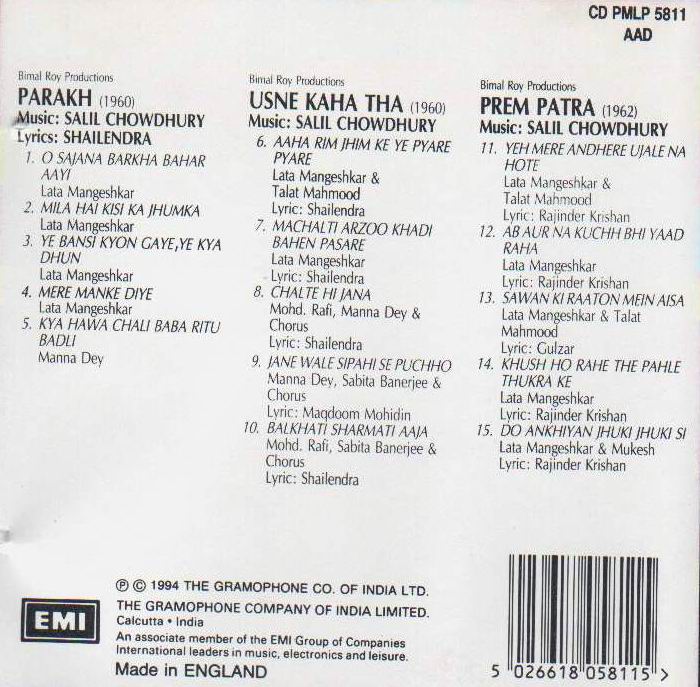 CD PMLP 5811
AAD
Bimal Roy Productions
PARAKH (1960)
Music: SALIL CHOWDHURY
Lyrics: SHAILENDRA
1. O SAJANA BARKHA BAHAR
AAYI
Lata Mangeshkar
2. MILA HAI KISI KA JHUMKA
Lata Mangeshkar
3. YE BANSI KYON GAYE,YE KYA
DHUN
Lata Mangeshkar
4. MERE MANKE DIYE
Lata Mangeshkar
5. KYA HAWA CHALI BABA RITU
BADLI
Manna Dey
Bimal Roy Productions
USNE KAHA THA (1960)
Music: SALIL CHOWDHURY
6. AAHA RIM JHIM KE YE PYARE
PYARE
Lata Mangeshkar &
Talat Mahmood
Lyric: Shailendra
7. MACHALTI ARZOO KHADI
BAHEN PASARE
Lata Mangeshkar
Lyric: Shailendra
8. CHALTE HI JANA
Mohd. Rafi, Manna Dey &
Chorus
Lyric: Shailendra
9. JANE WALE SIPAHI SE PUCHHO
Manna Dey, Sabita Banerjee &
Chorus
Lyric: Maqdoom Mohidin
10. BALKHATI SHARMATI AAJA
Mohd. Rafi, Sabita Banerjee &
Chorus
Lyric: Shailendra
Bimal Roy Productions
PREM PATRA (1962)
Music: SALIL CHOWDHURY
11. YEH MERE ANDHERE UJALE NA
HOTE
Lata Mangeshkar &
Talat Mahmood
Lyric: Rajinder Krishan
12. AB AUR NA KUCHH BHI YAAD
RAHA
Lata Mangeshkar
Lyric: Rajinder Krishan
13. SAWAN KI RAATON MEIN AISA
Lata Mangeshkar & Talat
Mahmood
Lyric: Gulzar
14. KHUSH HO RAHE THE PAHLE
THUKRA KE
Lata Mangeshkar
Lyric: Rajinder Krishan
15. DO ANKHIYAN JHUKI JHUKI SI
Lata Mangeshkar & Mukesh
Lyric: Rajinder Krishan
EMI
℗ © 1994 THE GRAMOPHONE CO. OF INDIA LTD.
THE GRAMOPHONE COMPANY OF INDIA LIMITED.
Calcutta • India
An associate member of the EMI Group of Companies
International leaders in music, electronics and leisure.
Made in ENGLAND
5 026618 058115 >